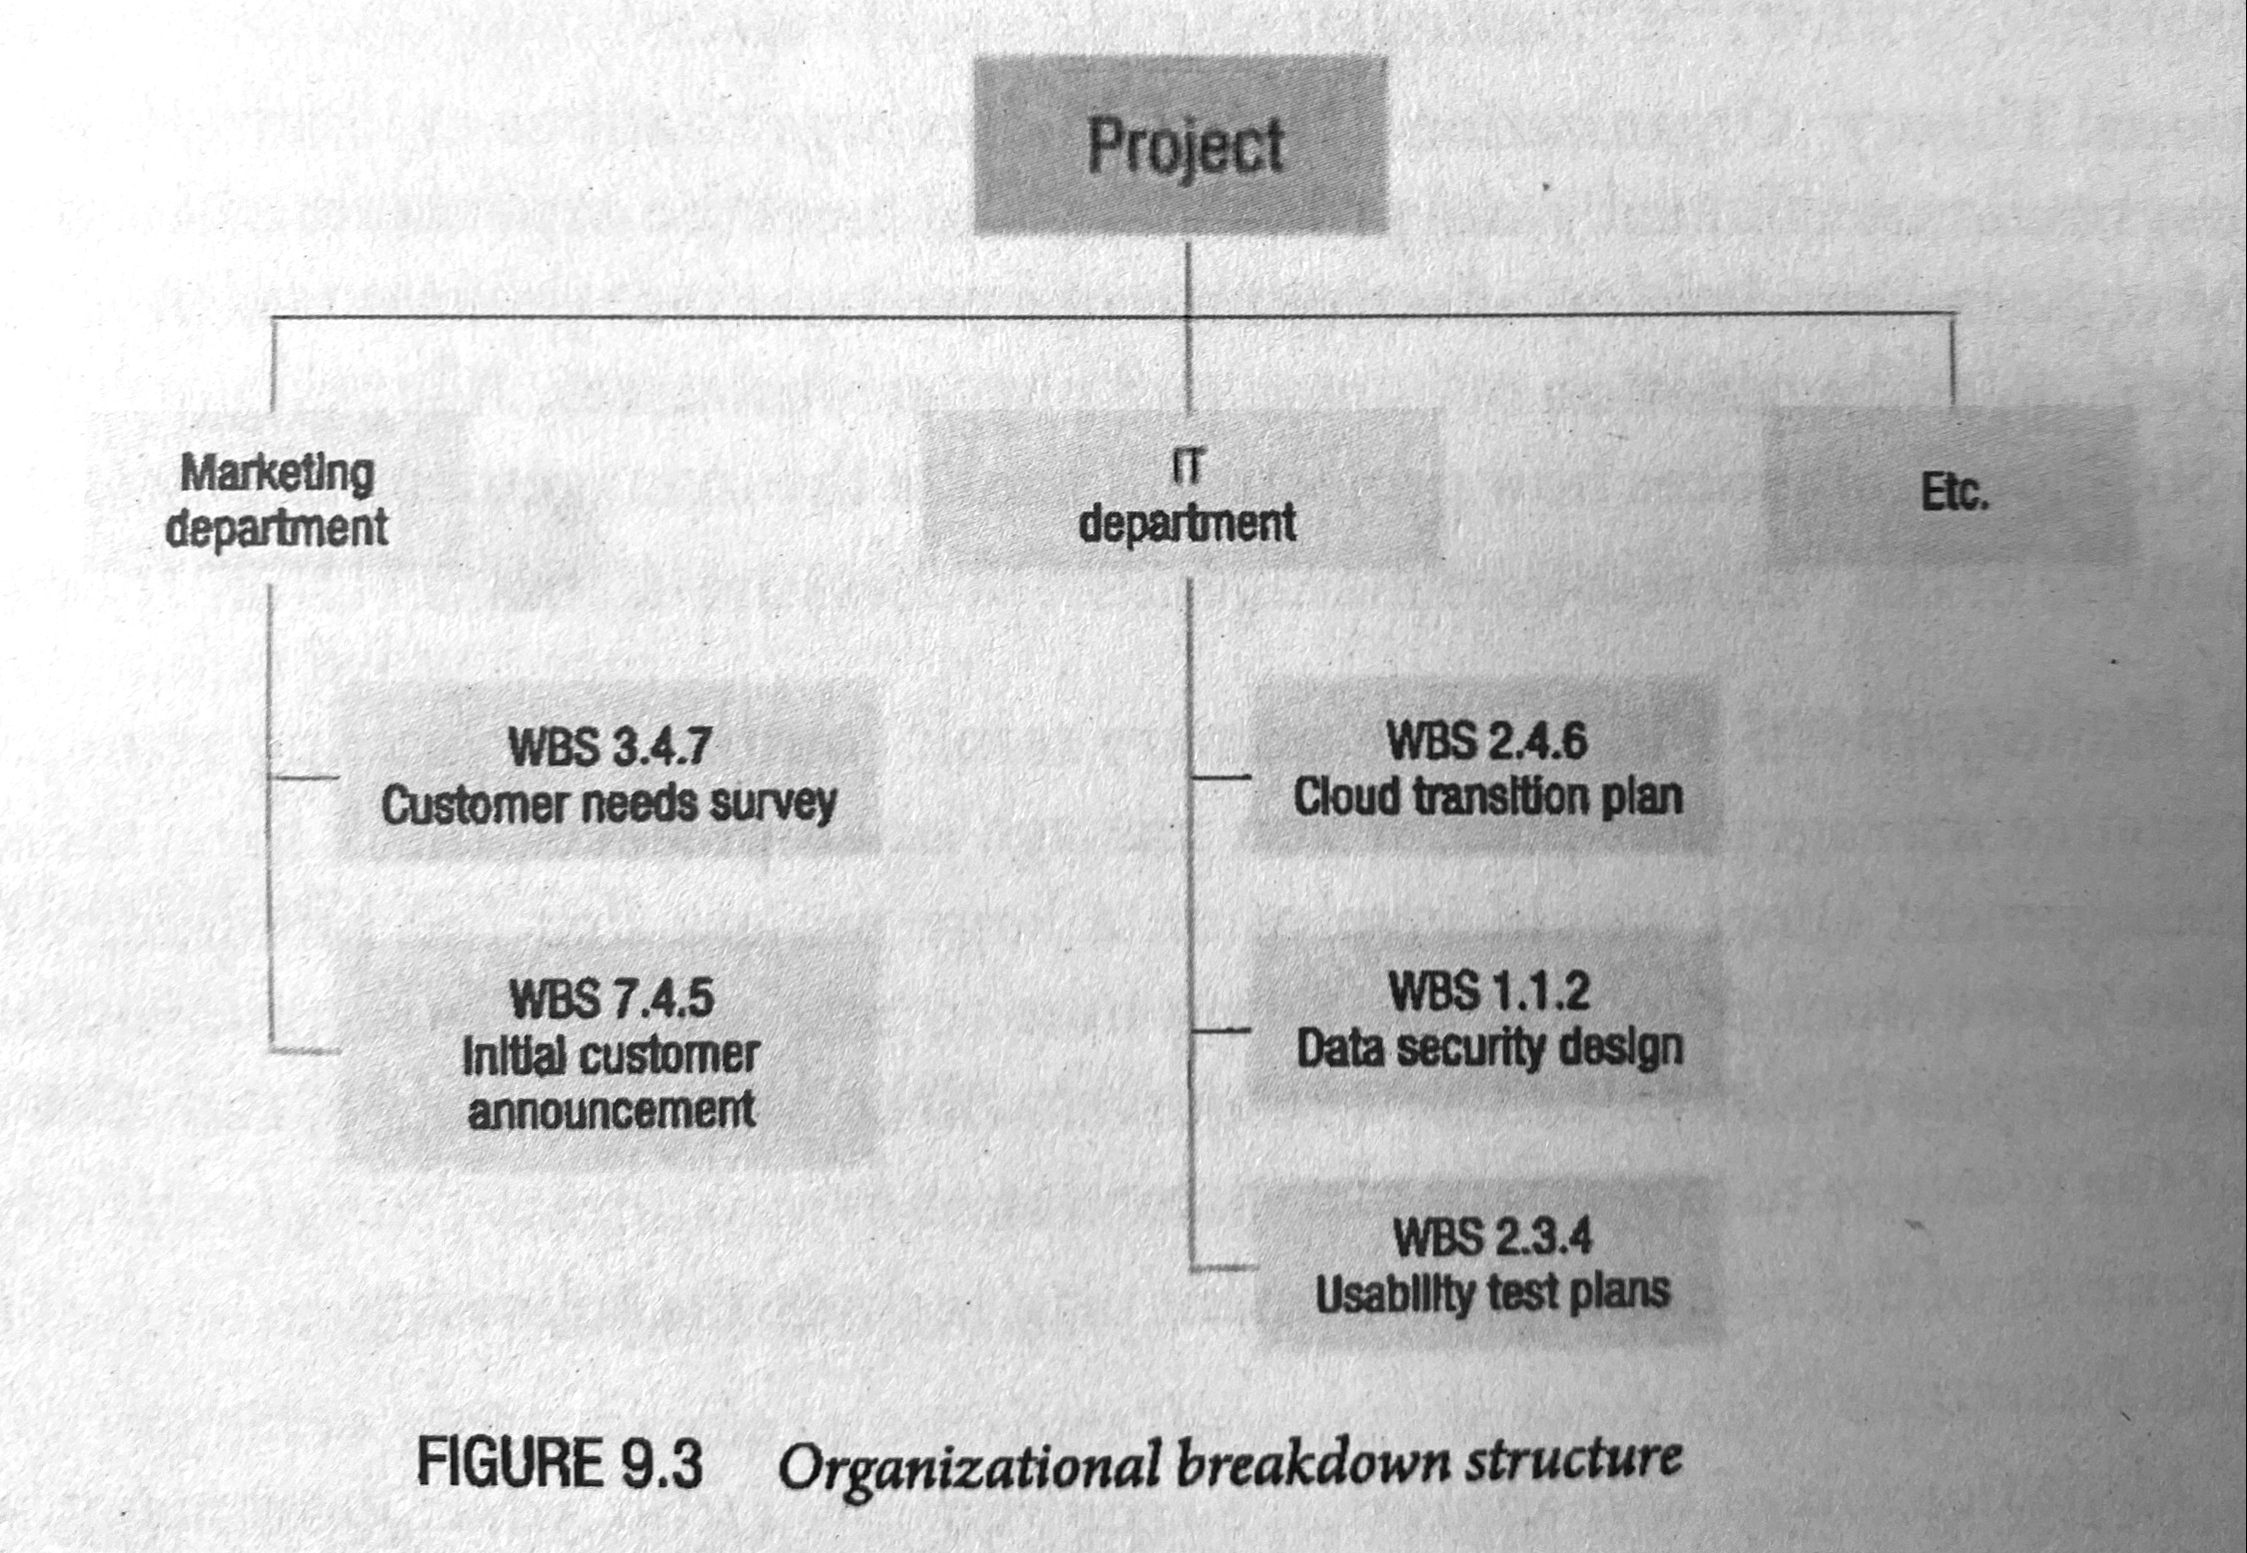 Project
Marketing
department
IT
department
Etc.
WBS 3.4.7
Customer needs survey
WBS 7.4.5
Initial customer
announcement
WBS 2.4.6
Cloud transition plan
WBS 1.1.2
Data security design
WBS 2.3.4
Usability test plans
FIGURE 9.3 Organizational breakdown structure